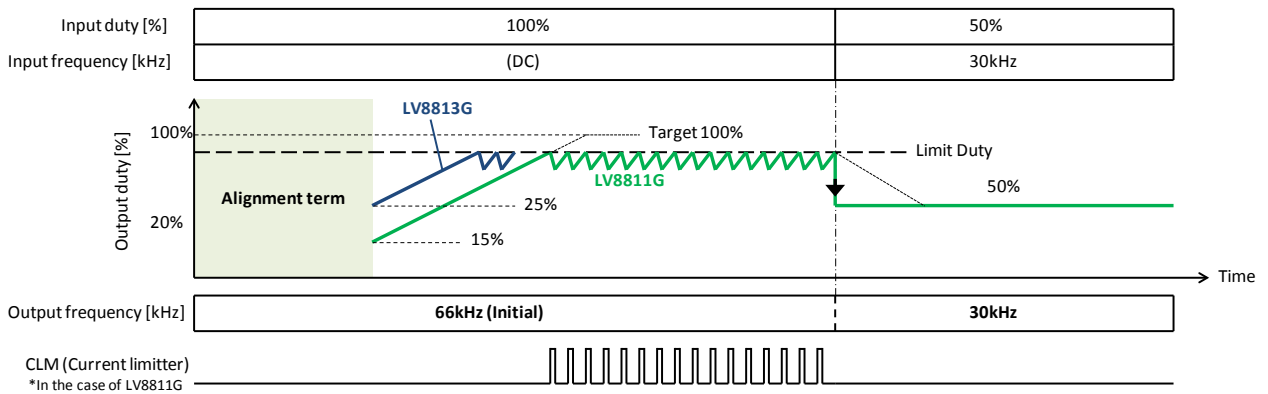 Input duty [%] 100% 50%
Input frequency [kHz] (DC) 30kHz
LV8813G
100% Target 100%
Limit Duty
LV8811G
Output duty [%]
Alignment term
50%
20% 25%
15%
Time
Output frequency [kHz] 66kHz (Initial) 30kHz
CLM (Current limitter)
*In the case of LV8811G